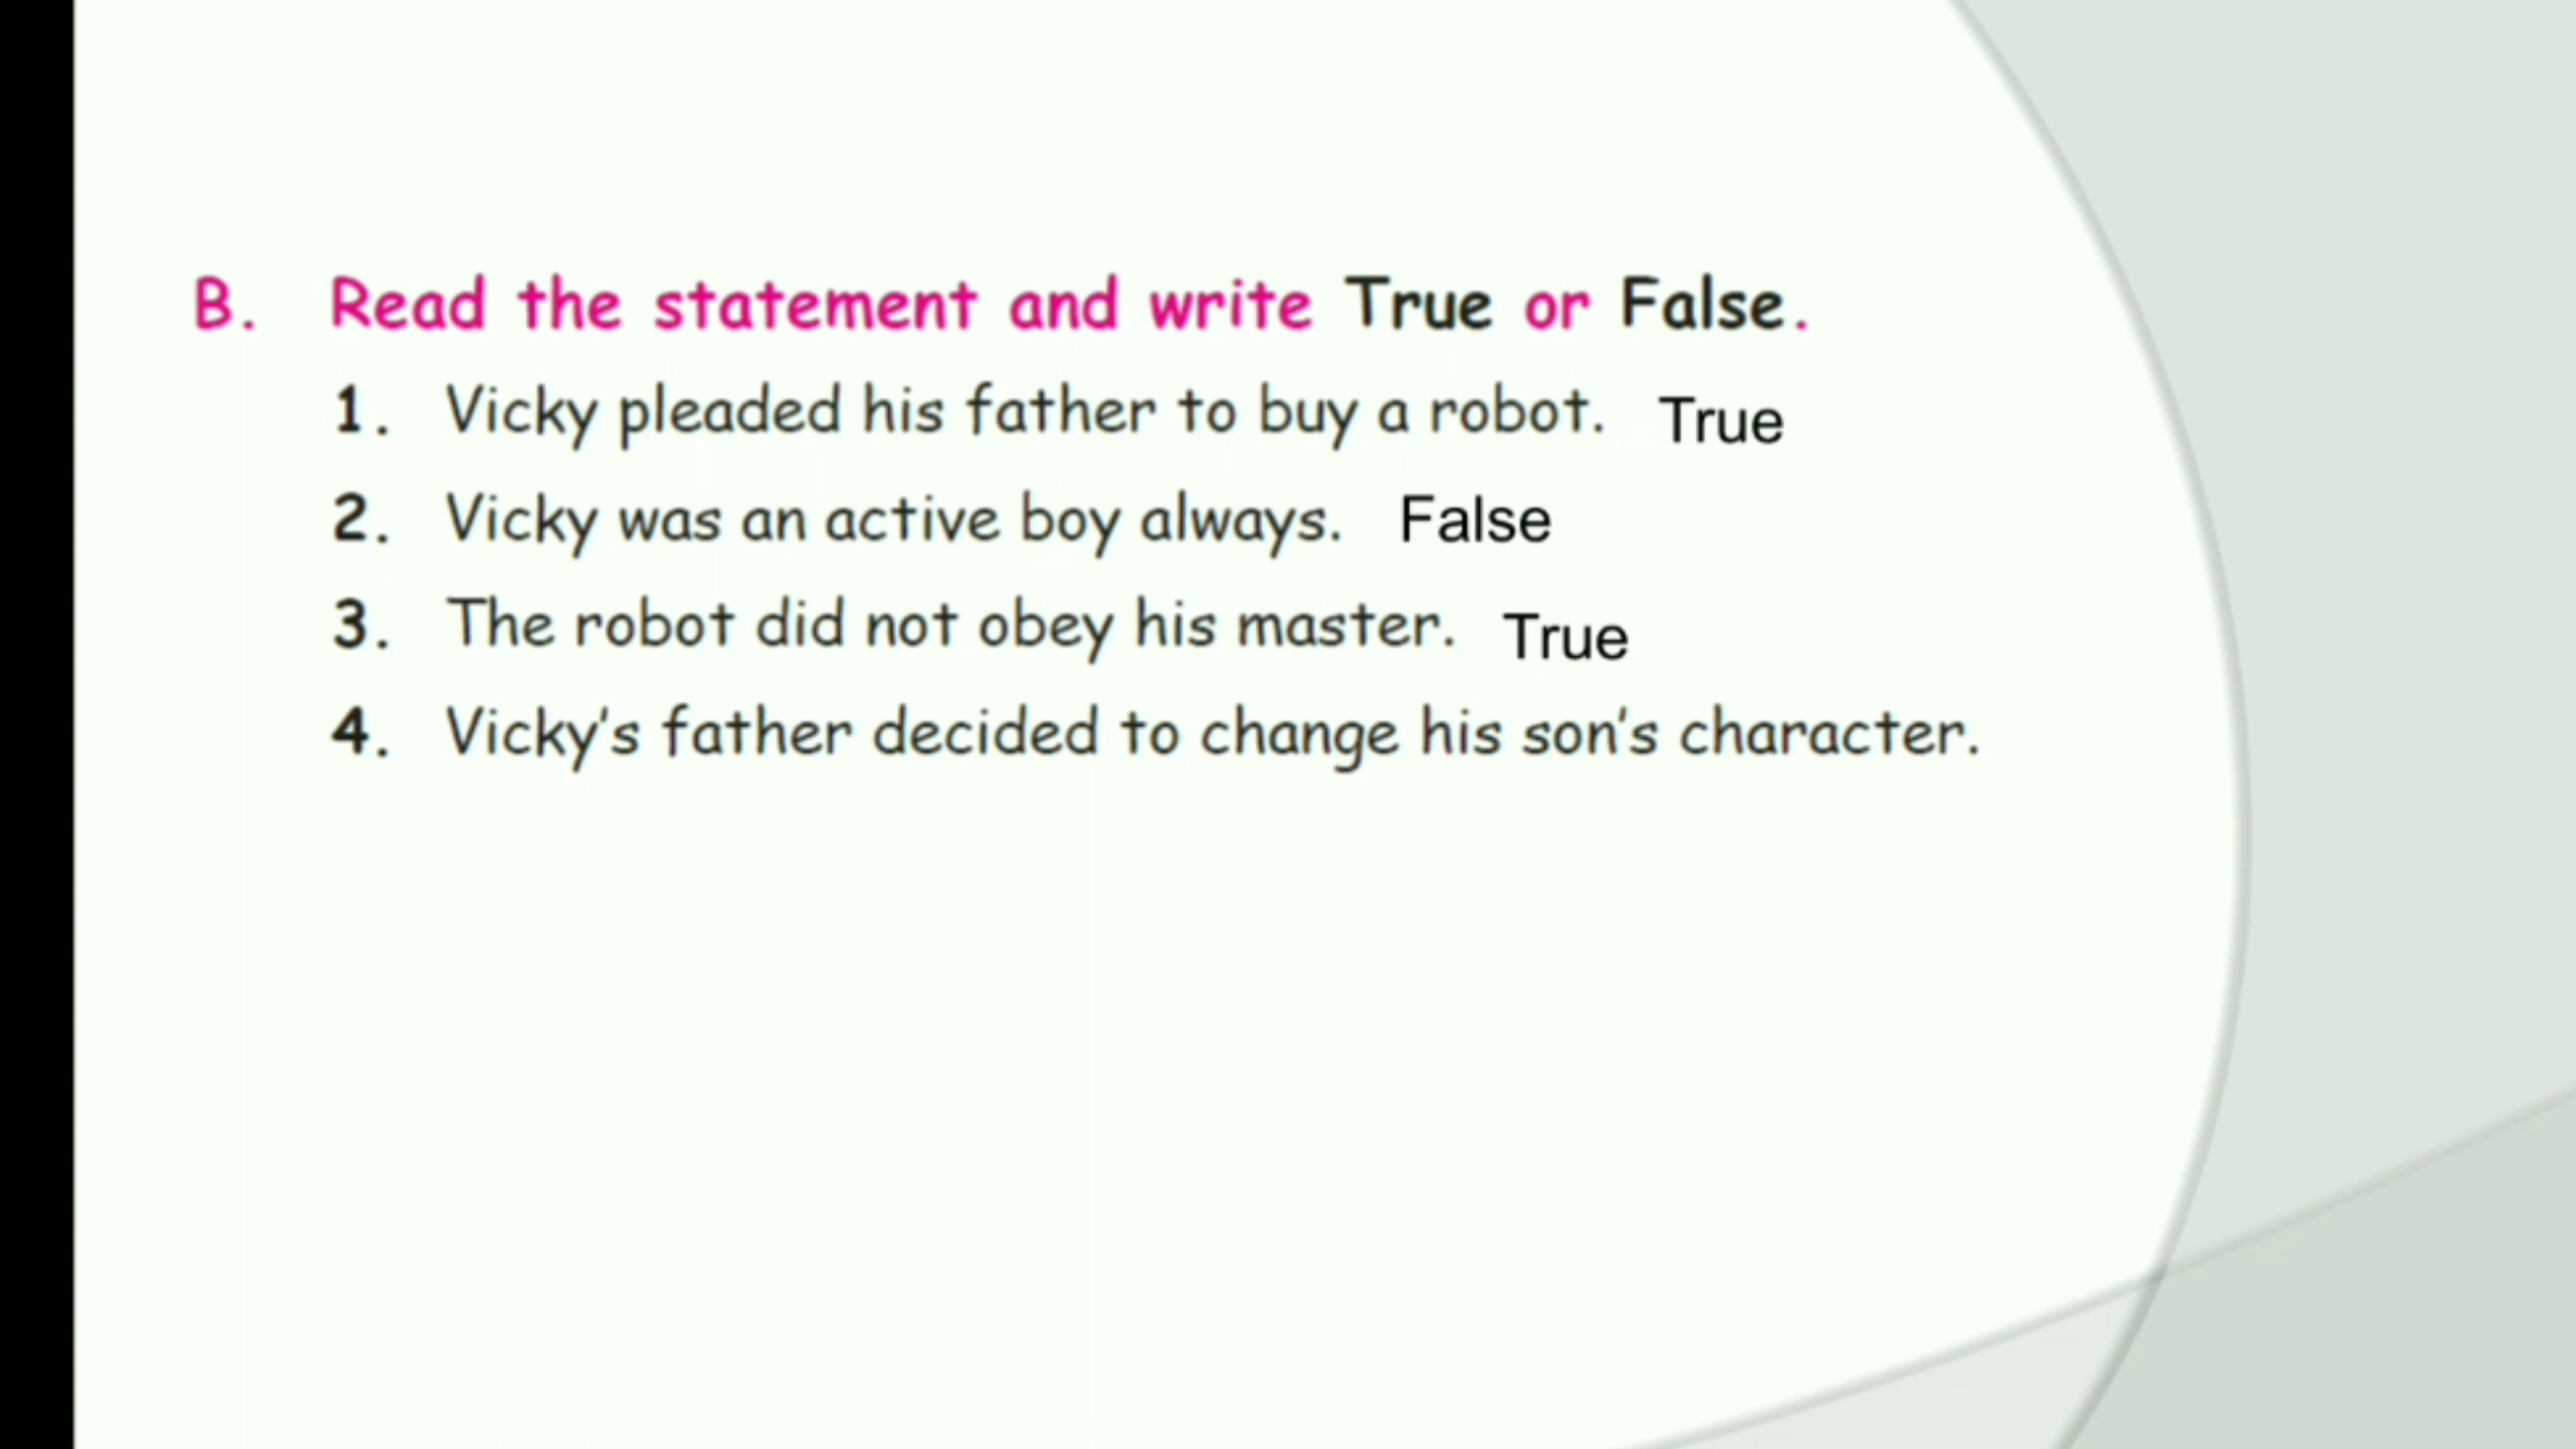 B. Read the statement and write True or False.
1. Vicky pleaded his father to buy a robot. True
2. Vicky was an active boy always. False
3. The robot did not obey his master. True
4. Vicky's father decided to change his son's character.